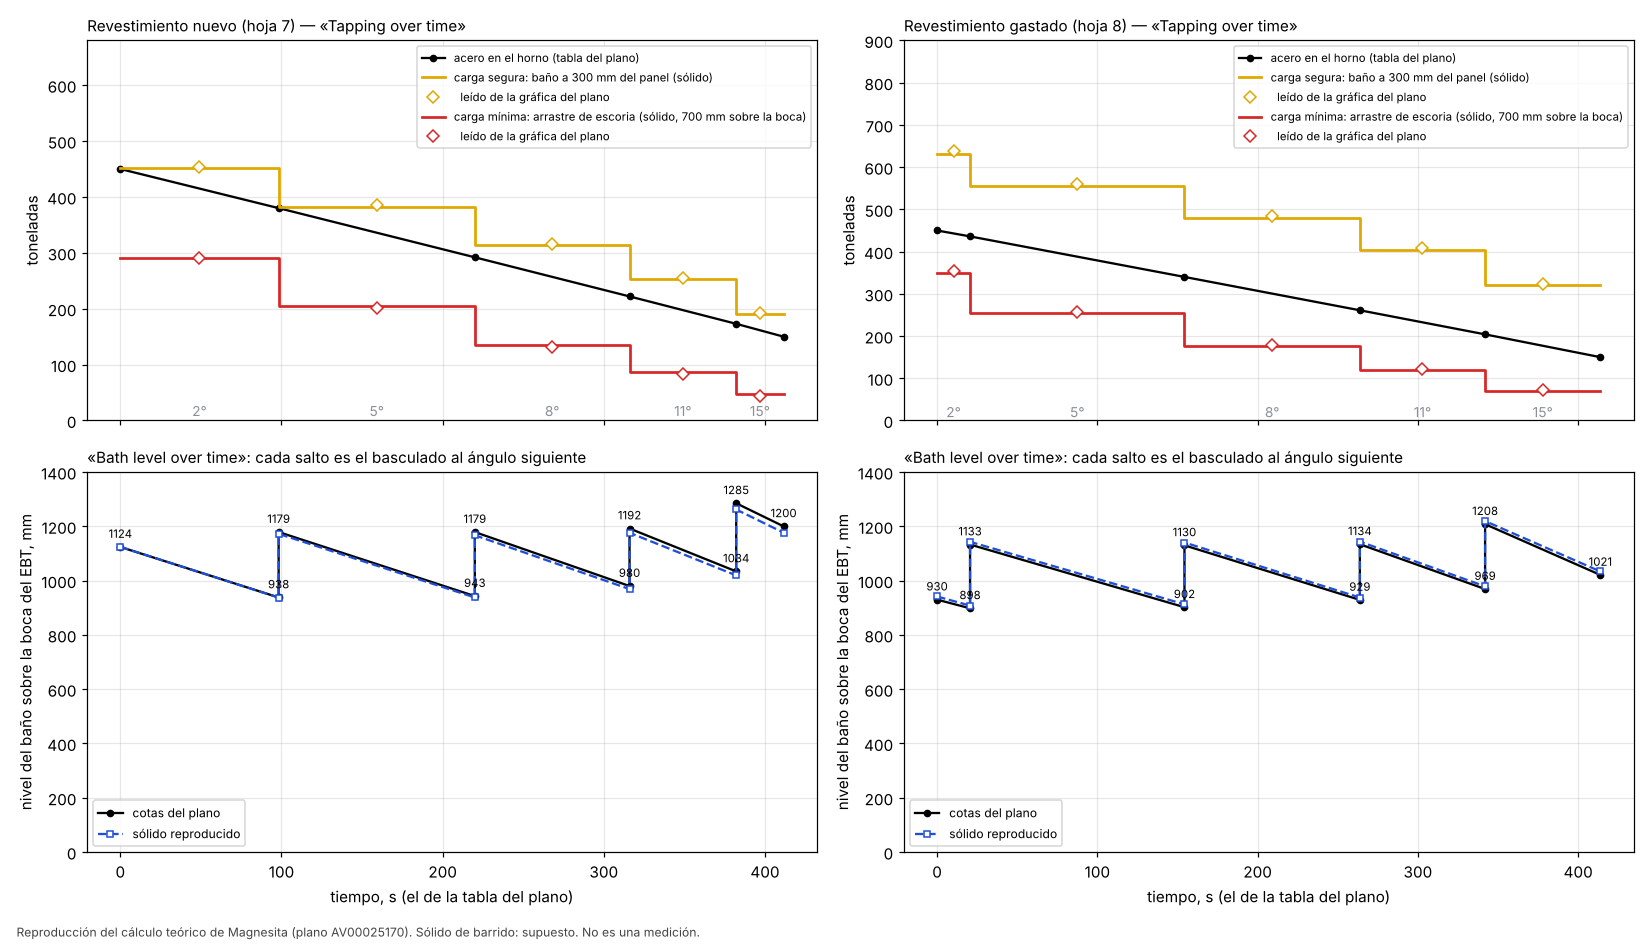 Revestimiento nuevo (hoja 7) — «Tapping over time»
toneladas
600
500
400
300
200
100
0
acero en el horno (tabla del plano)
carga segura: baño a 300 mm del panel (sólido)
leído de la gráfica del plano
carga mínima: arrastre de escoria (sólido, 700 mm sobre la boca)
leído de la gráfica del plano
2° 5° 8° 11° 15°
Revestimiento gastado (hoja 8) — «Tapping over time»
toneladas
900
800
700
600
500
400
300
200
100
0
acero en el horno (tabla del plano)
carga segura: baño a 300 mm del panel (sólido)
leído de la gráfica del plano
carga mínima: arrastre de escoria (sólido, 700 mm sobre la boca)
leído de la gráfica del plano
2° 5° 8° 11° 15°
«Bath level over time»: cada salto es el basculado al ángulo siguiente
nivel del baño sobre la boca del EBT, mm
1400
1200
1000
800
600
400
200
0
1124 938 1179 943 1179 980 1192 1034 1285 1200
cotas del plano
sólido reproducido
0 100 200 300 400
tiempo, s (el de la tabla del plano)
«Bath level over time»: cada salto es el basculado al ángulo siguiente
nivel del baño sobre la boca del EBT, mm
1400
1200
1000
800
600
400
200
0
930 898 1133 902 1130 929 1134 969 1208 1021
cotas del plano
sólido reproducido
0 100 200 300 400
tiempo, s (el de la tabla del plano)
Reproducción del cálculo teórico de Magnesita (plano AV00025170). Sólido de barrido: supuesto. No es una medición.